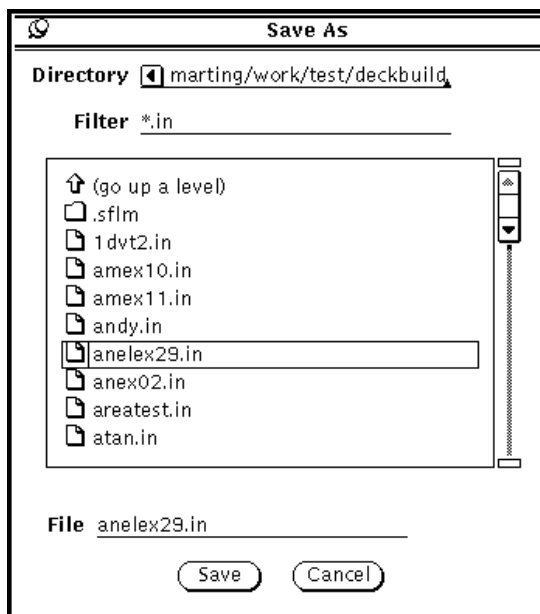 Save As
Directory marting/work/test/deckbuild
Filter *.in
(go up a level)
.sflm
1dvt2.in
amex10.in
amex11.in
andy.in
anelex29.in
anex02.in
areatest.in
atan.in
File anelex29.in
Save Cancel